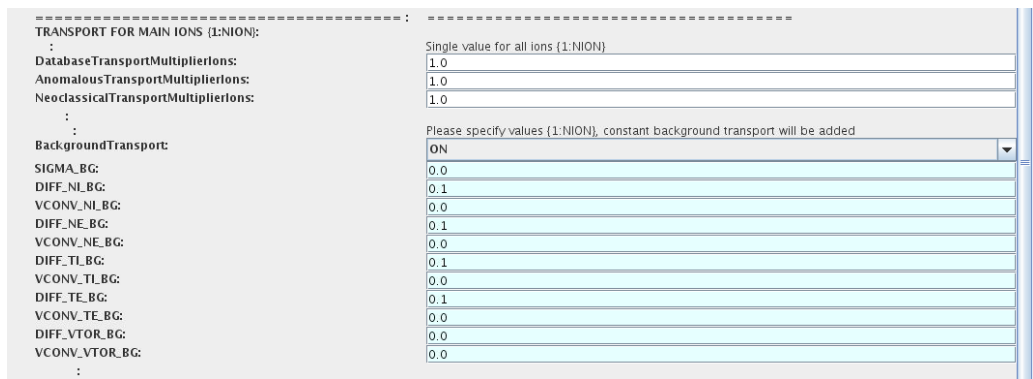 ====================================== : ======================================
TRANSPORT FOR MAIN IONS {1:NION}:
: Single value for all ions {1:NION}
DatabaseTransportMultiplierIons: 1.0
AnomalousTransportMultiplierIons: 1.0
NeoclassicalTransportMultiplierIons: 1.0
:
: Please specify values {1:NION}, constant background transport will be added
BackgroundTransport: ON
SIGMA_BG: 0.0
DIFF_NI_BG: 0.1
VCONV_NI_BG: 0.0
DIFF_NE_BG: 0.1
VCONV_NE_BG: 0.0
DIFF_TI_BG: 0.1
VCONV_TI_BG: 0.0
DIFF_TE_BG: 0.1
VCONV_TE_BG: 0.0
DIFF_VTOR_BG: 0.0
VCONV_VTOR_BG: 0.0
: